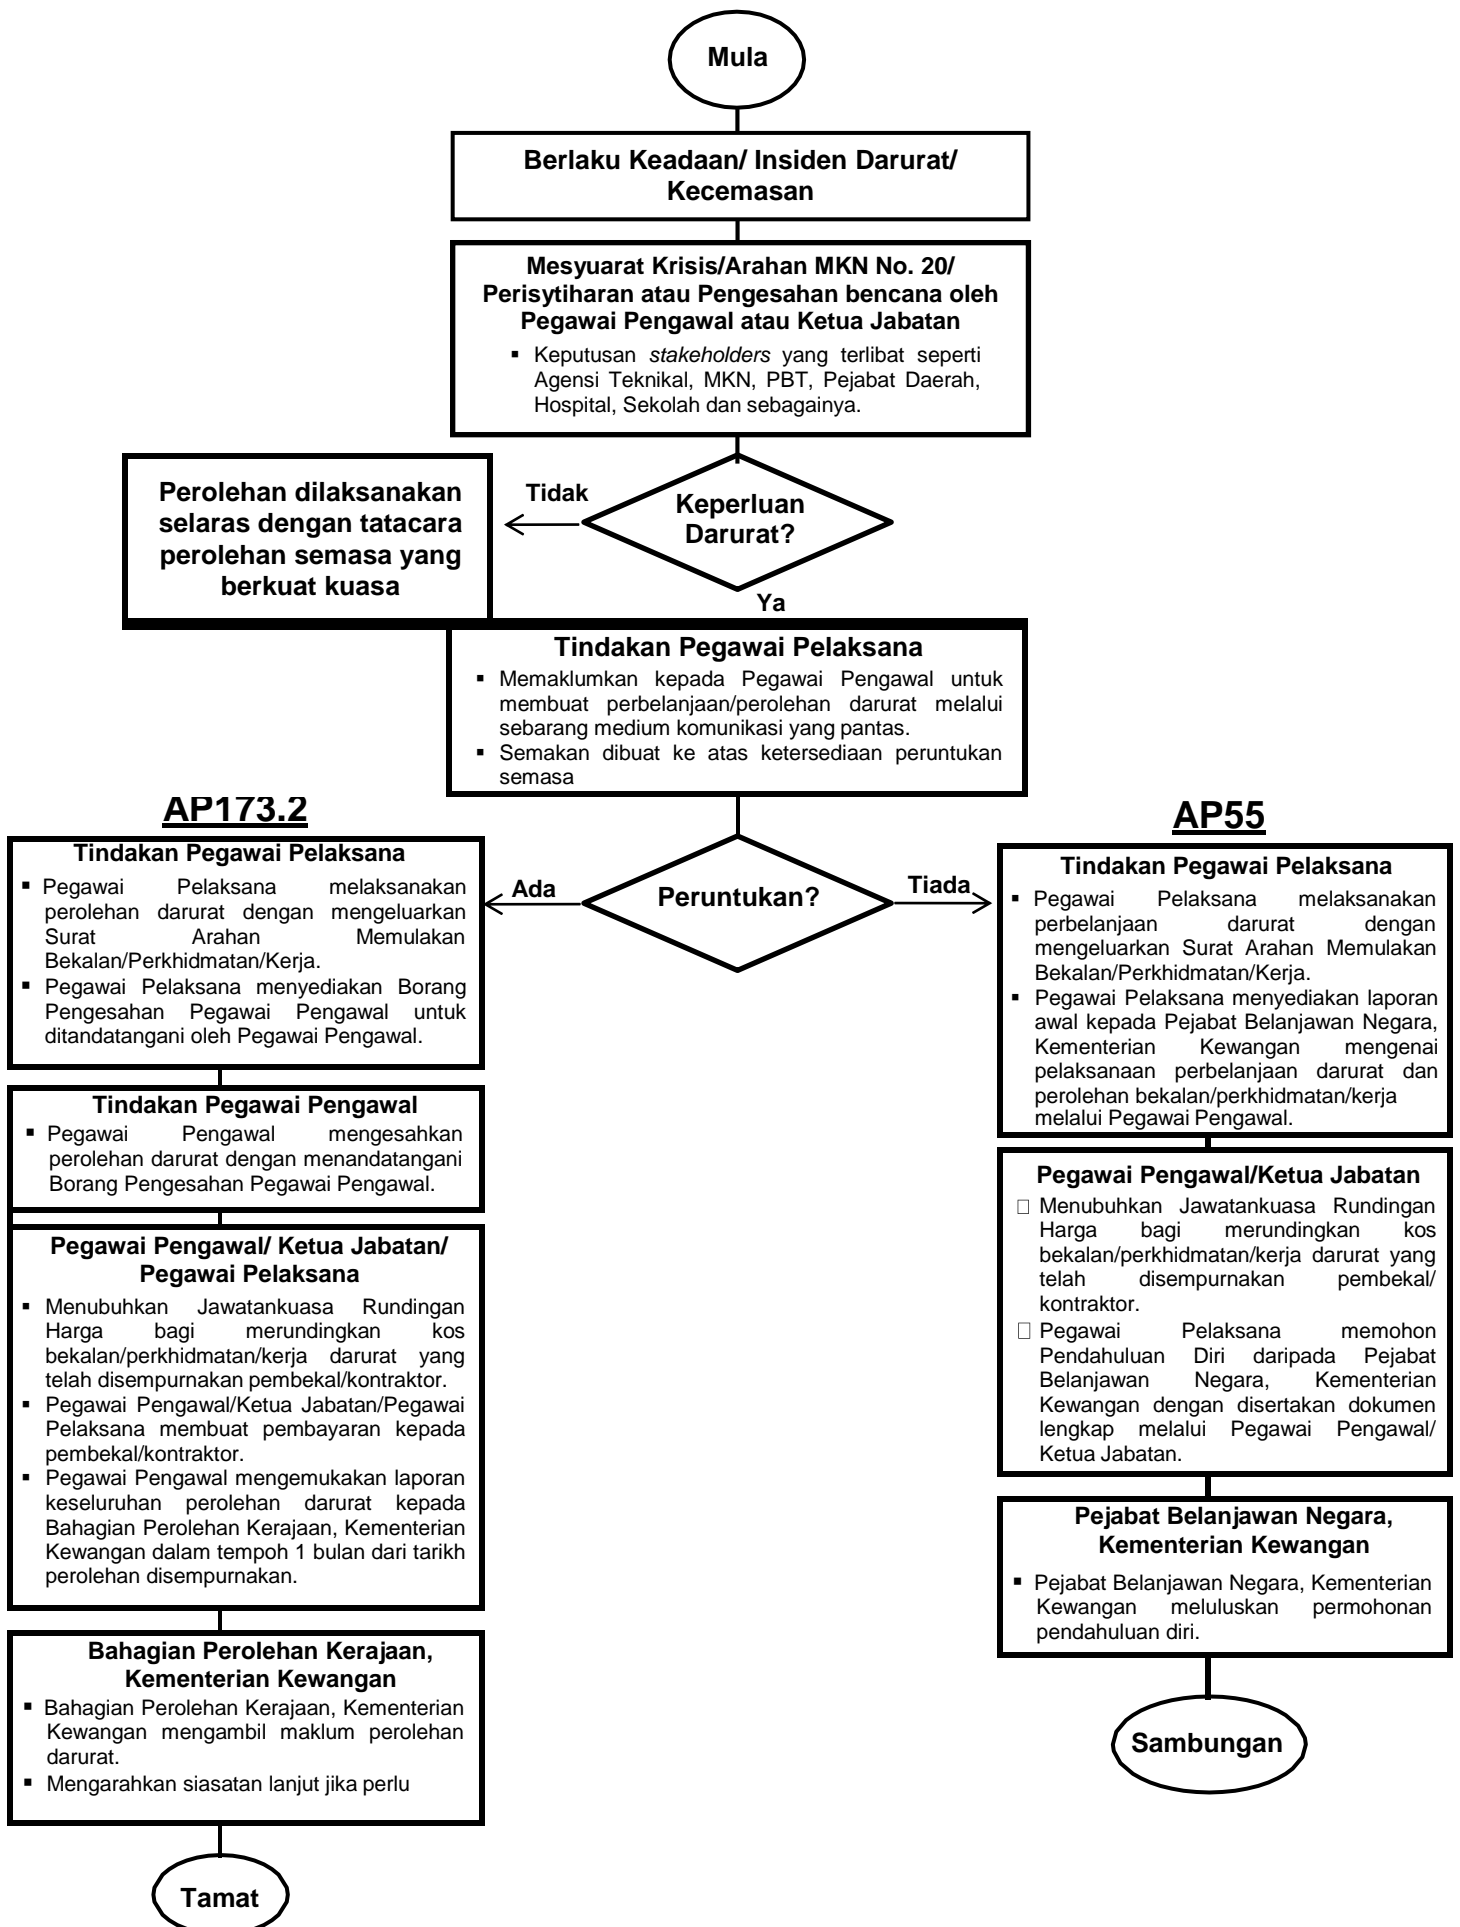 Mula
Berlaku Keadaan/ Insiden Darurat/
Kecemasan
Mesyuarat Krisis/Arahan MKN No. 20/
Perisytiharan atau Pengesahan bencana oleh
Pegawai Pengawal atau Ketua Jabatan
▪ Keputusan stakeholders yang terlibat seperti
Agensi Teknikal, MKN, PBT, Pejabat Daerah,
Hospital, Sekolah dan sebagainya.
Keperluan
Darurat?
Tidak
Perolehan dilaksanakan
selaras dengan tatacara
perolehan semasa yang
berkuat kuasa
Ya
Tindakan Pegawai Pelaksana
▪ Memaklumkan kepada Pegawai Pengawal untuk
membuat perbelanjaan/perolehan darurat melalui
sebarang medium komunikasi yang pantas.
▪ Semakan dibuat ke atas ketersediaan peruntukan
semasa
Peruntukan?
Ada
Tiada
AP173.2
Tindakan Pegawai Pelaksana
▪ Pegawai Pelaksana melaksanakan
perolehan darurat dengan mengeluarkan
Surat Arahan Memulakan
Bekalan/Perkhidmatan/Kerja.
▪ Pegawai Pelaksana menyediakan Borang
Pengesahan Pegawai Pengawal untuk
ditandatangani oleh Pegawai Pengawal.
Tindakan Pegawai Pengawal
▪ Pegawai Pengawal mengesahkan
perolehan darurat dengan menandatangani
Borang Pengesahan Pegawai Pengawal.
Pegawai Pengawal/ Ketua Jabatan/
Pegawai Pelaksana
▪ Menubuhkan Jawatankuasa Rundingan
Harga bagi merundingkan kos
bekalan/perkhidmatan/kerja darurat yang
telah disempurnakan pembekal/kontraktor.
▪ Pegawai Pengawal/Ketua Jabatan/Pegawai
Pelaksana membuat pembayaran kepada
pembekal/kontraktor.
▪ Pegawai Pengawal mengemukakan laporan
keseluruhan perolehan darurat kepada
Bahagian Perolehan Kerajaan, Kementerian
Kewangan dalam tempoh 1 bulan dari tarikh
perolehan disempurnakan.
Bahagian Perolehan Kerajaan,
Kementerian Kewangan
▪ Bahagian Perolehan Kerajaan, Kementerian
Kewangan mengambil maklum perolehan
darurat.
▪ Mengarahkan siasatan lanjut jika perlu
Tamat
AP55
Tindakan Pegawai Pelaksana
▪ Pegawai Pelaksana melaksanakan
perbelanjaan darurat dengan
mengeluarkan Surat Arahan Memulakan
Bekalan/Perkhidmatan/Kerja.
▪ Pegawai Pelaksana menyediakan laporan
awal kepada Pejabat Belanjawan Negara,
Kementerian Kewangan mengenai
pelaksanaan perbelanjaan darurat dan
perolehan bekalan/perkhidmatan/kerja
melalui Pegawai Pengawal.
Pegawai Pengawal/Ketua Jabatan
□ Menubuhkan Jawatankuasa Rundingan
Harga bagi merundingkan kos
bekalan/perkhidmatan/kerja darurat yang
telah disempurnakan pembekal/
kontraktor.
□ Pegawai Pelaksana memohon
Pendahuluan Diri daripada Pejabat
Belanjawan Negara, Kementerian
Kewangan dengan disertakan dokumen
lengkap melalui Pegawai Pengawal/
Ketua Jabatan.
Pejabat Belanjawan Negara,
Kementerian Kewangan
▪ Pejabat Belanjawan Negara, Kementerian
Kewangan meluluskan permohonan
pendahuluan diri.
Sambungan